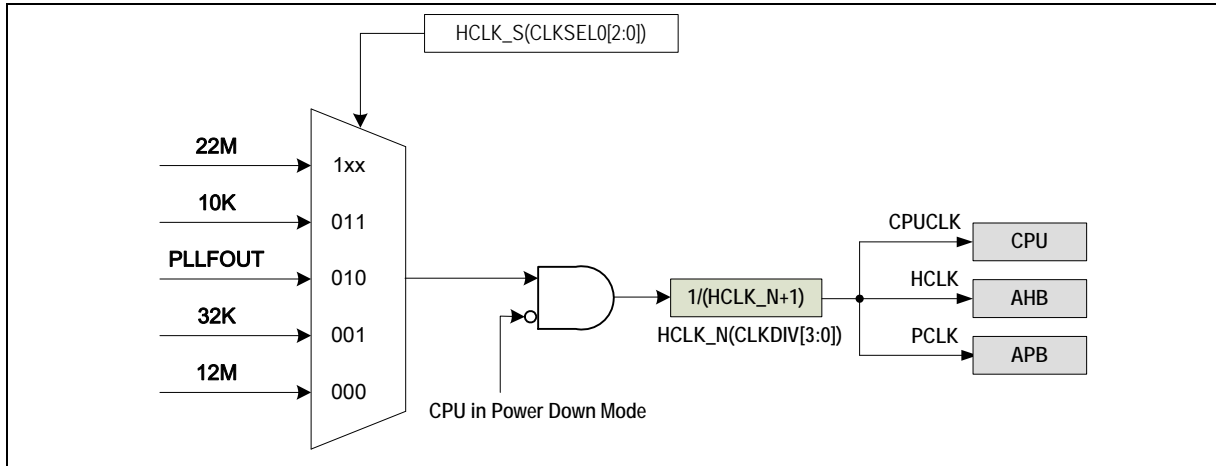 HCLK_S(CLKSEL0[2:0])
22M
1xx
10K
011
PLLFOUT
010
32K
001
12M
000
CPU in Power Down Mode
1/(HCLK_N+1)
HCLK_N(CLKDIV[3:0])
CPUCLK
CPU
HCLK
AHB
PCLK
APB